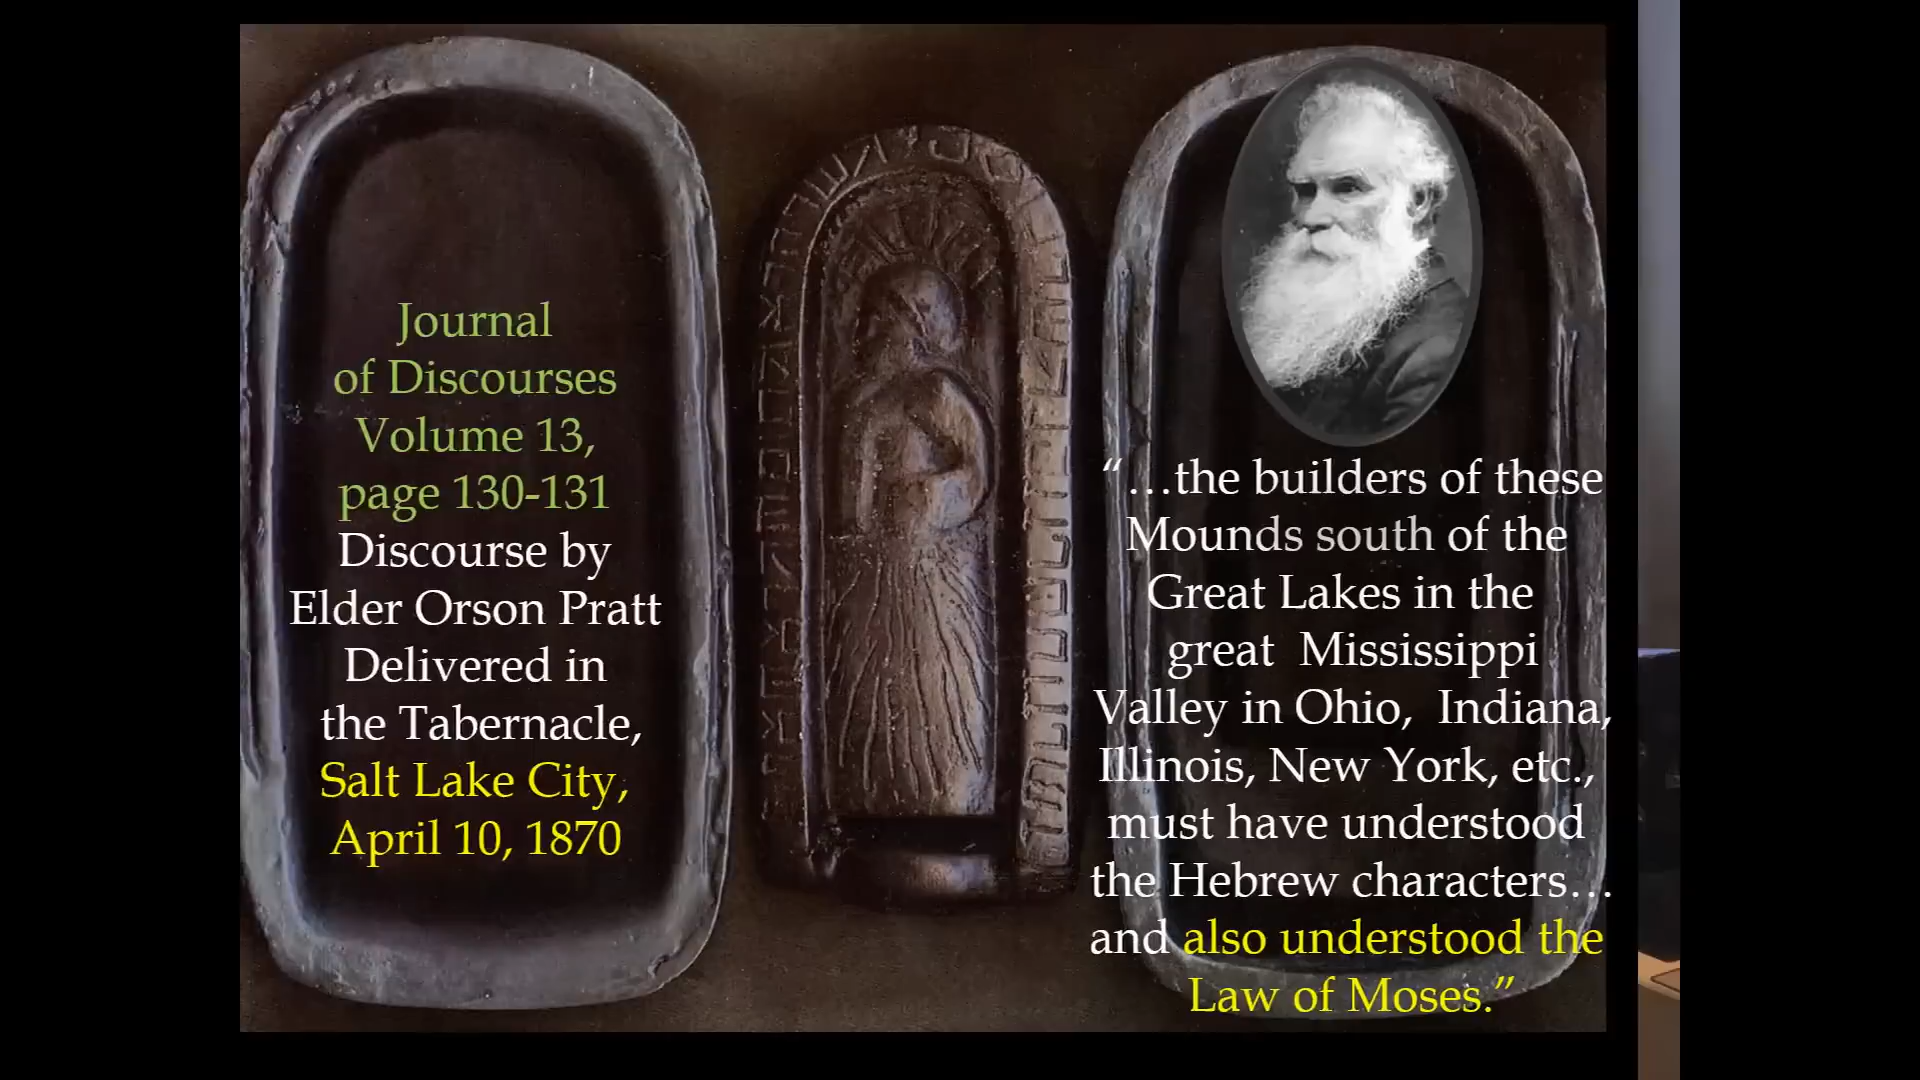 Journal
of Discourses
Volume 13,
page 130-131
Discourse by
Elder Orson Pratt
Delivered in
the Tabernacle,
Salt Lake City,
April 10, 1870
“…the builders of these
Mounds south of the
Great Lakes in the
great  Mississippi
Valley in Ohio,  Indiana,
Illinois, New York, etc.,
must have understood
the Hebrew characters…
and also understood the
Law of Moses.”